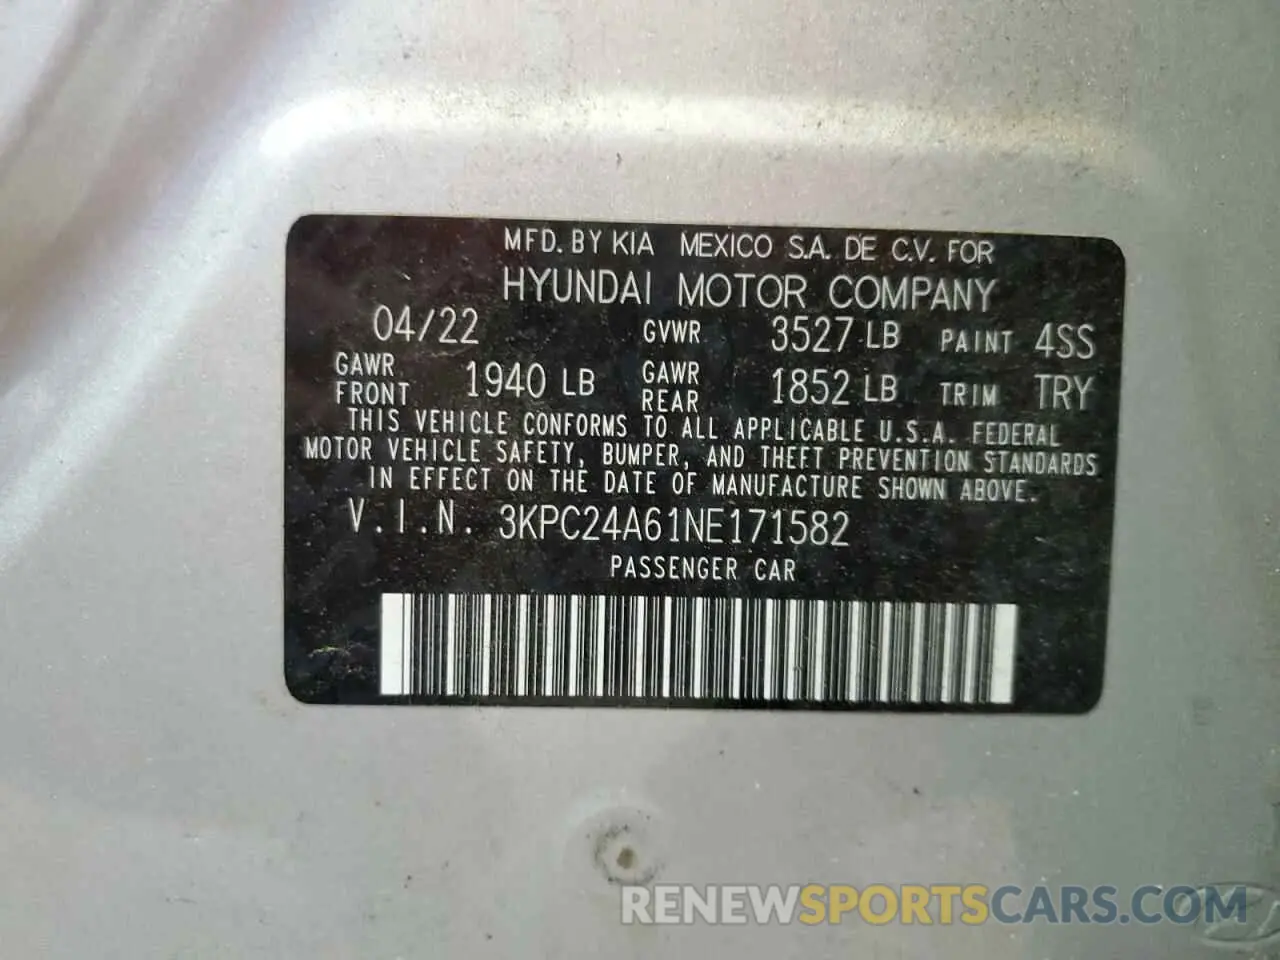 MFD. BY KIA MEXICO S.A. DE C.V. FOR
HYUNDAI MOTOR COMPANY
04/22 GVWR 3527 LB PAINT 4SS
GAWR FRONT 1940 LB GAWR REAR 1852 LB TRIM TRY
THIS VEHICLE CONFORMS TO ALL APPLICABLE U.S.A. FEDERAL
MOTOR VEHICLE SAFETY, BUMPER, AND THEFT PREVENTION STANDARDS
IN EFFECT ON THE DATE OF MANUFACTURE SHOWN ABOVE.
V.I.N. 3KPC24A61NE171582
PASSENGER CAR
RENEWSPORTSCARS.COM